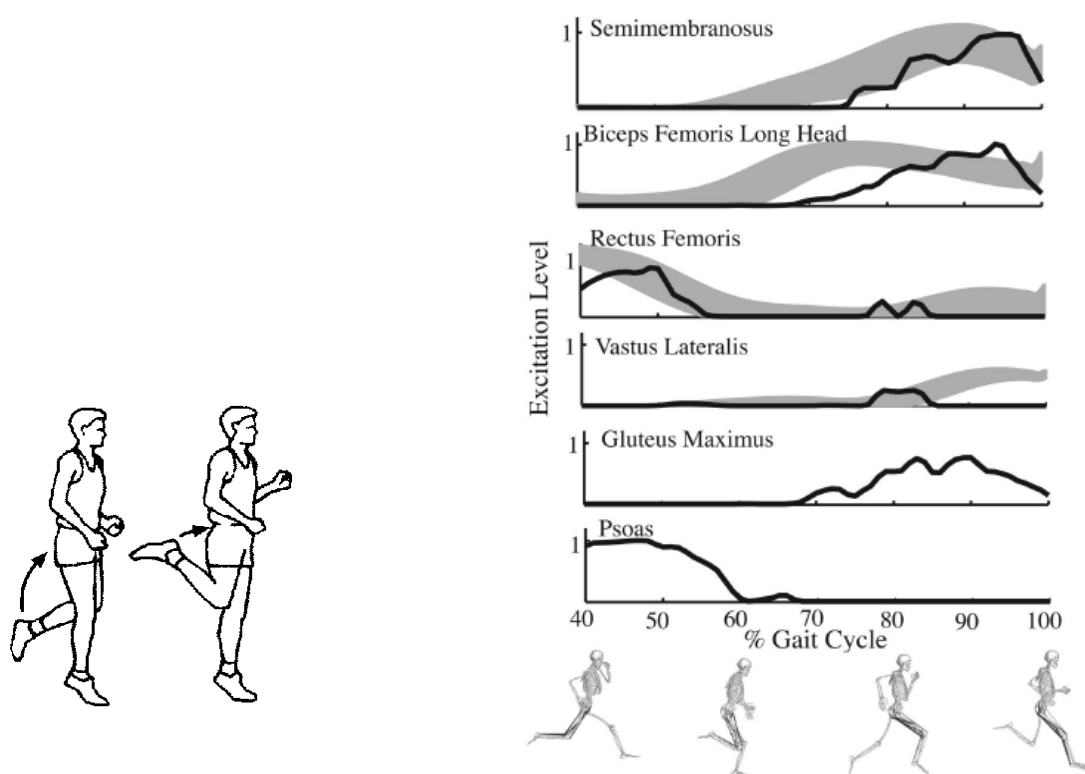 Semimembranosus
1
Biceps Femoris Long Head
1
Rectus Femoris
1
Excitation Level
Vastus Lateralis
1
Gluteus Maximus
1
Psoas
1
40 50 60 70 80 90 100
% Gait Cycle